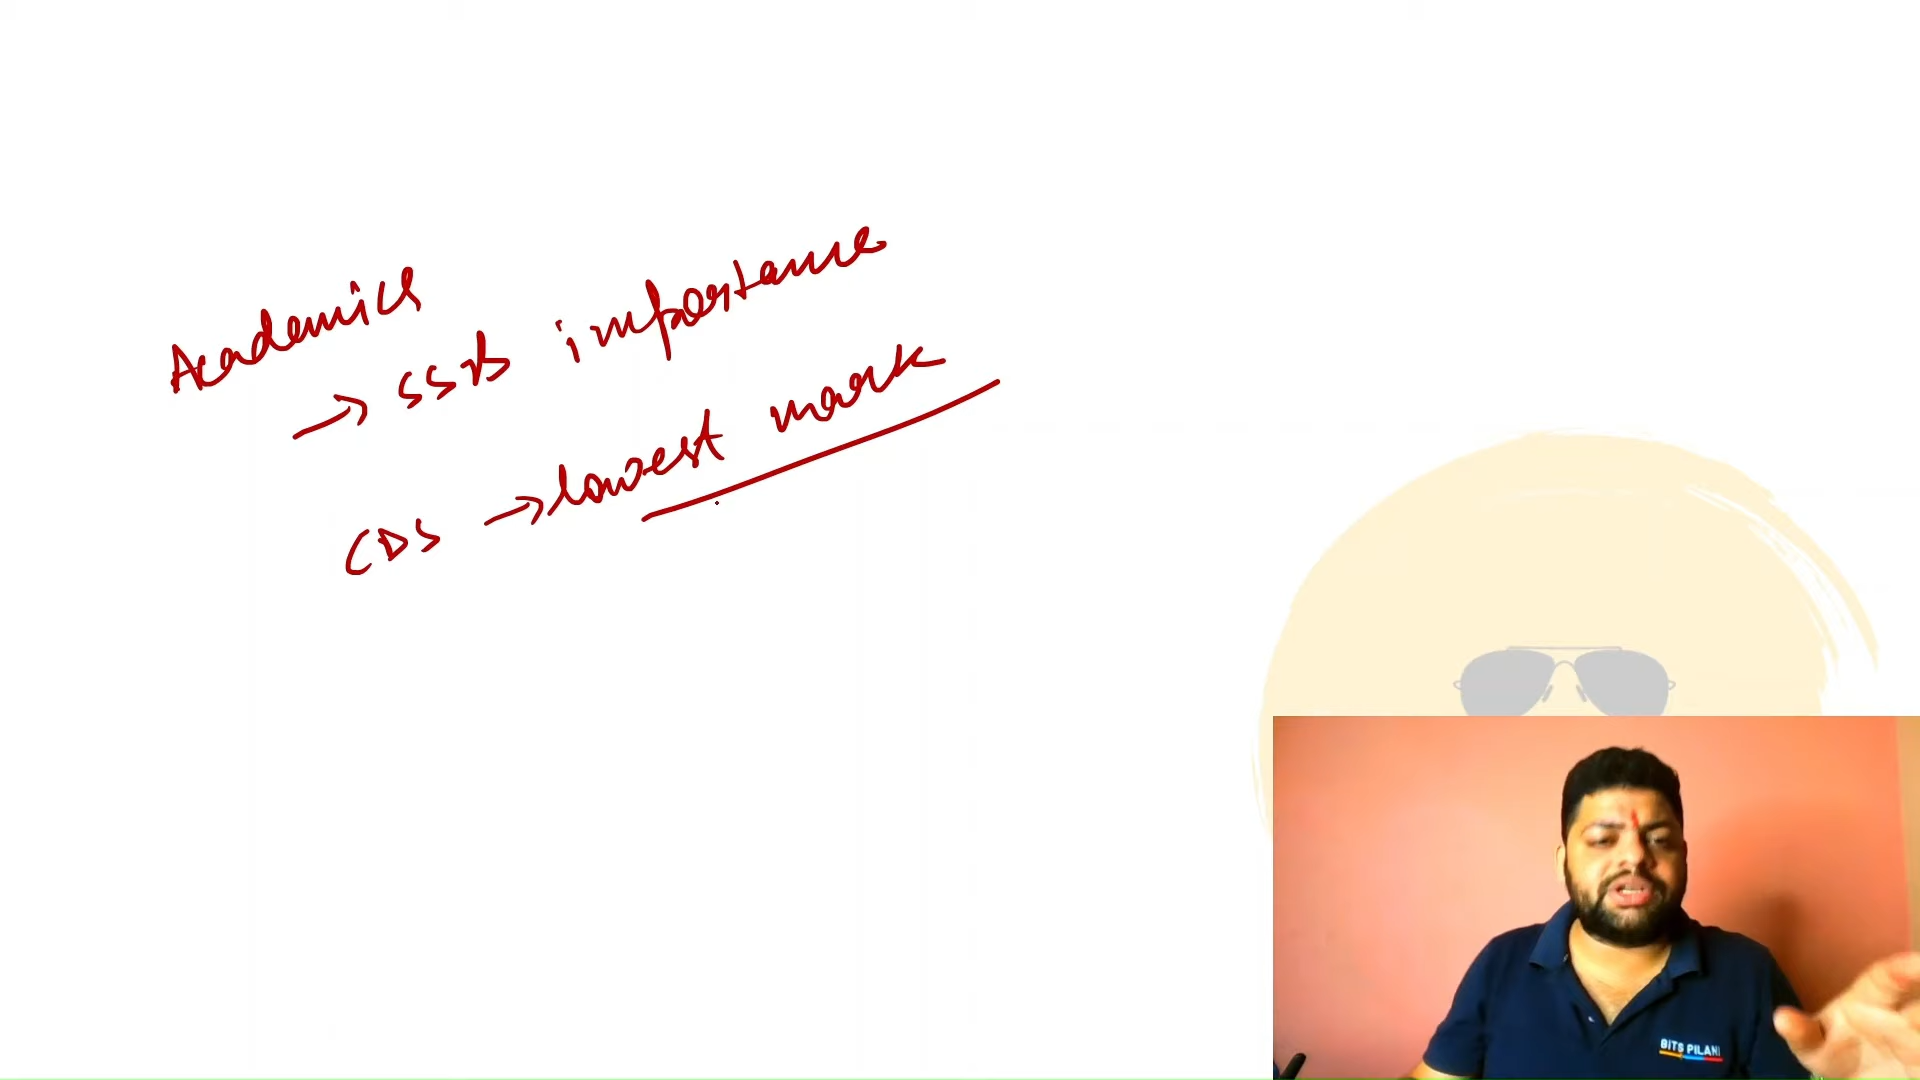 Academics
→ SSB importance
CDS → lowest mark
BITS PILANI